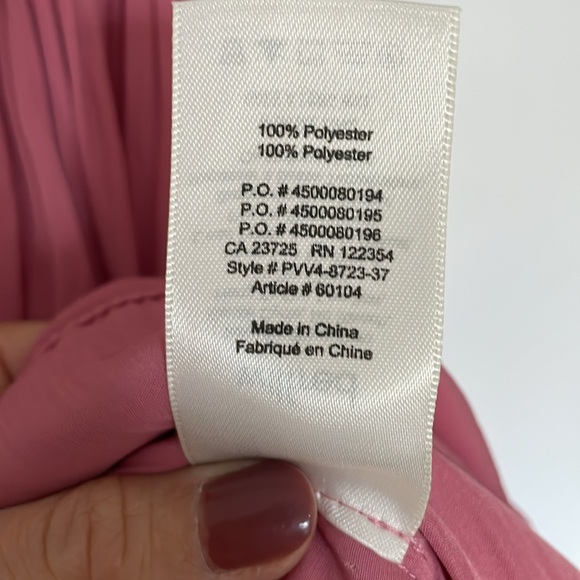 100% Polyester
100% Polyester
P.O. # 4500080194
P.O. # 4500080195
P.O. # 4500080196
CA 23725 RN 122354
Style # PVV4-8723-37
Article # 60104
Made in China
Fabriqué en Chine